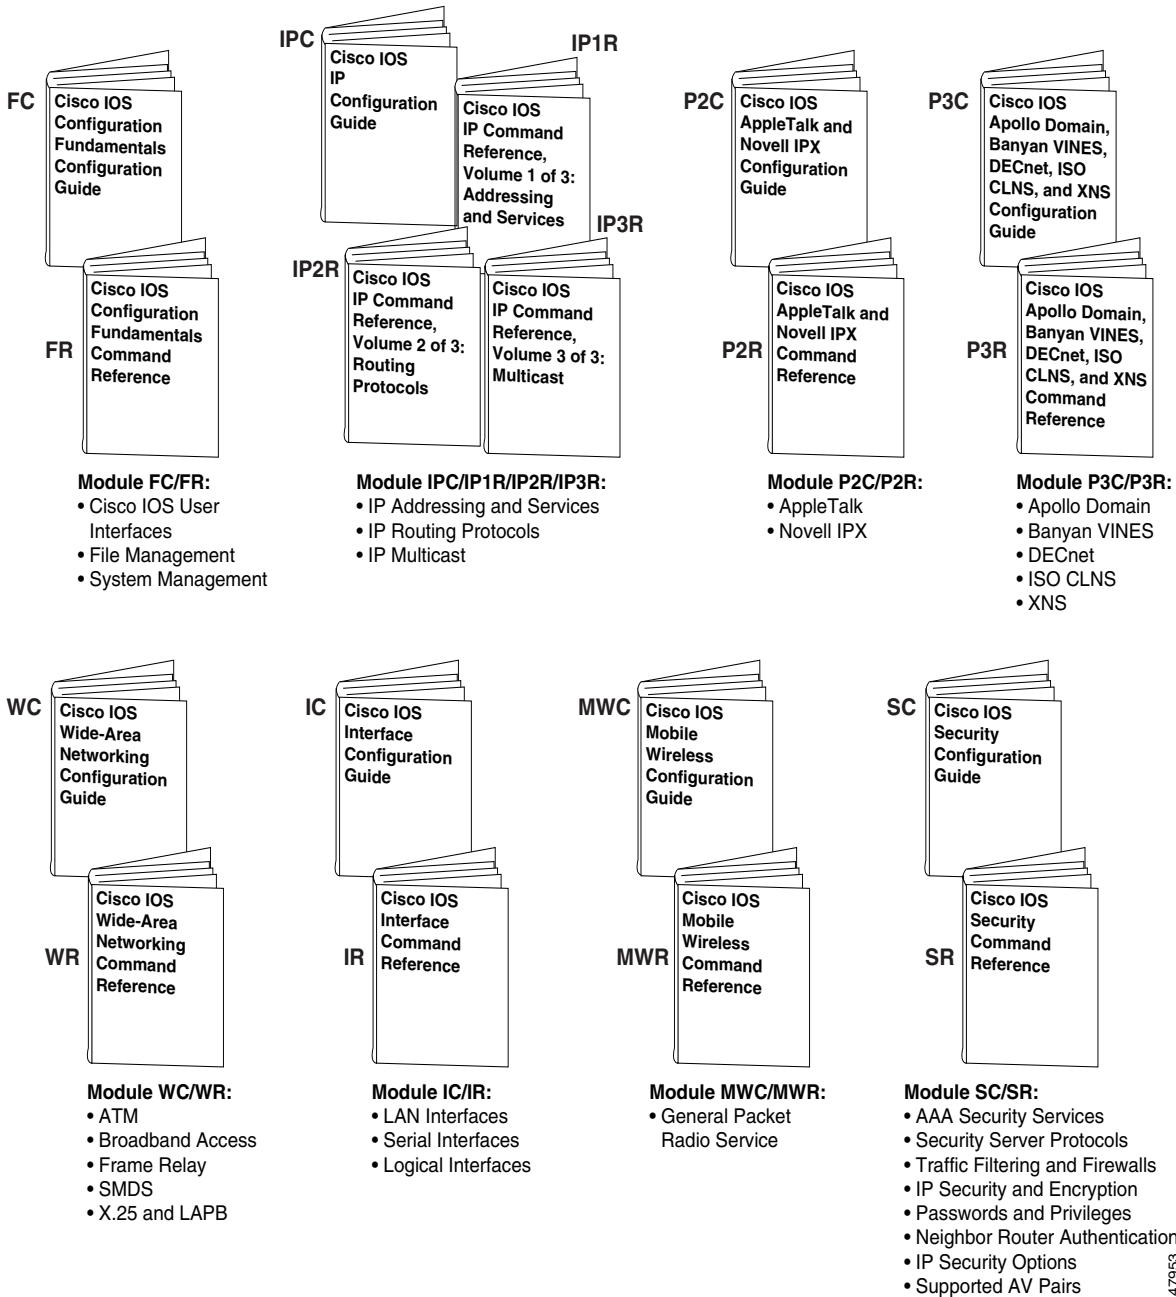 FC
Cisco IOS
Configuration
Fundamentals
Configuration
Guide
FR
Cisco IOS
Configuration
Fundamentals
Command
Reference
Module FC/FR:
• Cisco IOS User
Interfaces
• File Management
• System Management
IPC
Cisco IOS
IP
Configuration
Guide
IP1R
Cisco IOS
IP Command
Reference,
Volume 1 of 3:
Addressing
and Services
IP2R
Cisco IOS
IP Command
Reference,
Volume 2 of 3:
Routing
Protocols
IP3R
Cisco IOS
IP Command
Reference,
Volume 3 of 3:
Multicast
Module IPC/IP1R/IP2R/IP3R:
• IP Addressing and Services
• IP Routing Protocols
• IP Multicast
P2C
Cisco IOS
AppleTalk and
Novell IPX
Configuration
Guide
P2R
Cisco IOS
AppleTalk and
Novell IPX
Command
Reference
Module P2C/P2R:
• AppleTalk
• Novell IPX
P3C
Cisco IOS
Apollo Domain,
Banyan VINES,
DECnet, ISO
CLNS, and XNS
Configuration
Guide
P3R
Cisco IOS
Apollo Domain,
Banyan VINES,
DECnet, ISO
CLNS, and XNS
Command
Reference
Module P3C/P3R:
• Apollo Domain
• Banyan VINES
• DECnet
• ISO CLNS
• XNS
WC
Cisco IOS
Wide-Area
Networking
Configuration
Guide
WR
Cisco IOS
Wide-Area
Networking
Command
Reference
Module WC/WR:
• ATM
• Broadband Access
• Frame Relay
• SMDS
• X.25 and LAPB
IC
Cisco IOS
Interface
Configuration
Guide
IR
Cisco IOS
Interface
Command
Reference
Module IC/IR:
• LAN Interfaces
• Serial Interfaces
• Logical Interfaces
MWC
Cisco IOS
Mobile
Wireless
Configuration
Guide
MWR
Cisco IOS
Mobile
Wireless
Command
Reference
Module MWC/MWR:
• General Packet
Radio Service
SC
Cisco IOS
Security
Configuration
Guide
SR
Cisco IOS
Security
Command
Reference
Module SC/SR:
• AAA Security Services
• Security Server Protocols
• Traffic Filtering and Firewalls
• IP Security and Encryption
• Passwords and Privileges
• Neighbor Router Authentication
• IP Security Options
• Supported AV Pairs
47953